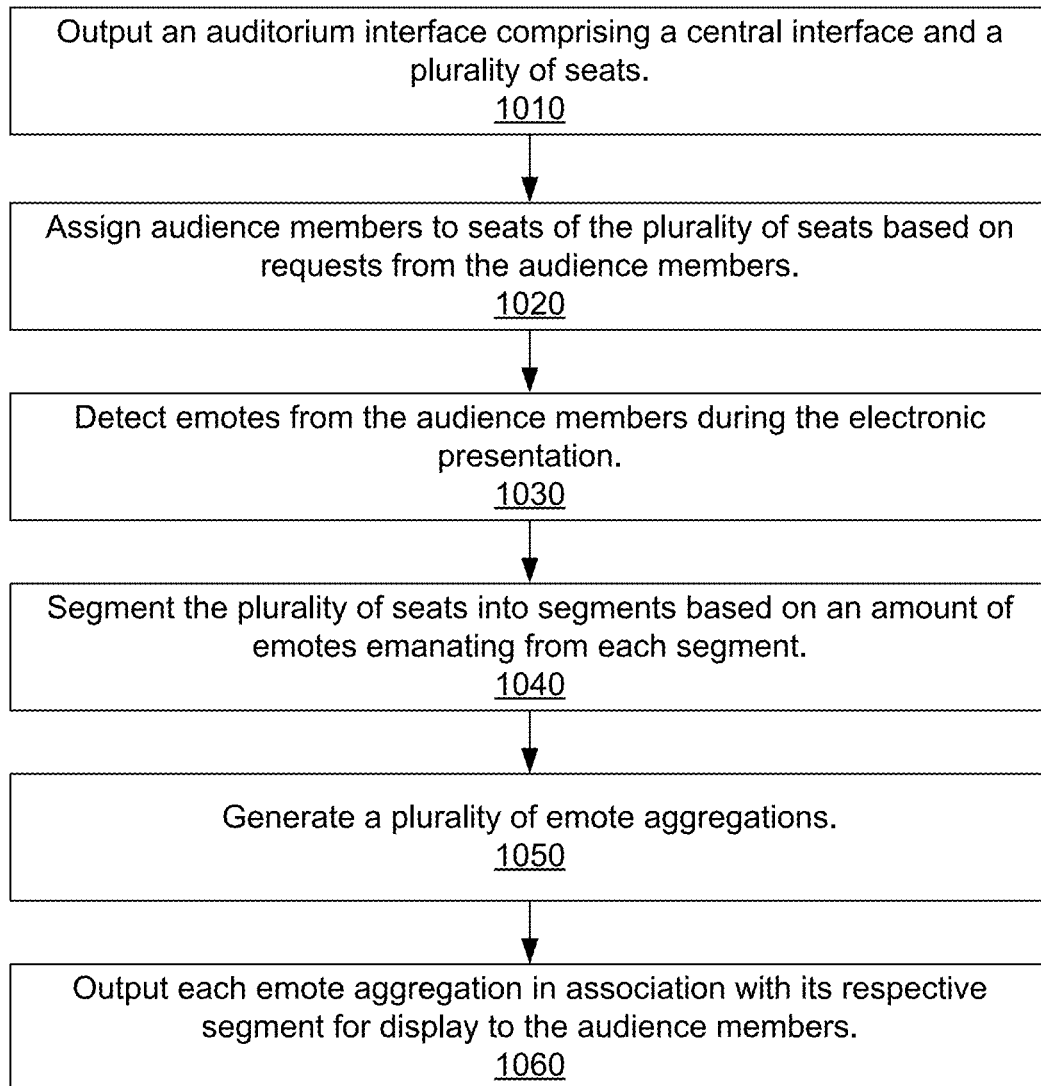 Output an auditorium interface comprising a central interface and a
plurality of seats.
1010
Assign audience members to seats of the plurality of seats based on
requests from the audience members.
1020
Detect emotes from the audience members during the electronic
presentation.
1030
Segment the plurality of seats into segments based on an amount of
emotes emanating from each segment.
1040
Generate a plurality of emote aggregations.
1050
Output each emote aggregation in association with its respective
segment for display to the audience members.
1060